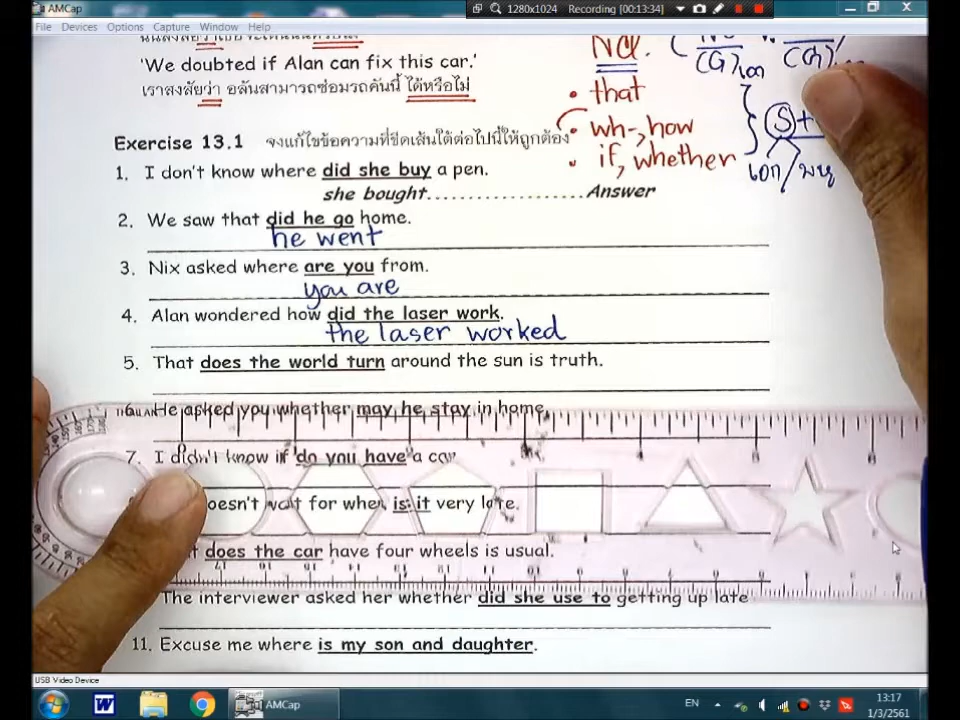 AMCap
1280x1024 Recording [00:13:34]
File Devices Options Capture Window Help
'We doubted if Alan can fix this car.'
เราสงสัยว่า อลันสามารถซ่อมรถคันนี้ ได้หรือไม่
NCl.
• that
• wh-, how
• if, whether
S+
เอก/พหู
Exercise 13.1 จงแก้ไขข้อความที่ขีดเส้นใต้ต่อไปนี้ให้ถูกต้อง
1. I don't know where did she buy a pen.
she bought....................Answer
2. We saw that did he go home.
he went
3. Nix asked where are you from.
you are
4. Alan wondered how did the laser work.
the laser worked
5. That does the world turn around the sun is truth.
6. He asked you whether may he stay in home.
7. I didn't know if do you have a car
doesn't wait for when is it very late.
does the car have four wheels is usual.
The interviewer asked her whether did she use to getting up late
11. Excuse me where is my son and daughter.
USB Video Device
AMCap
EN
13:17
1/3/2561